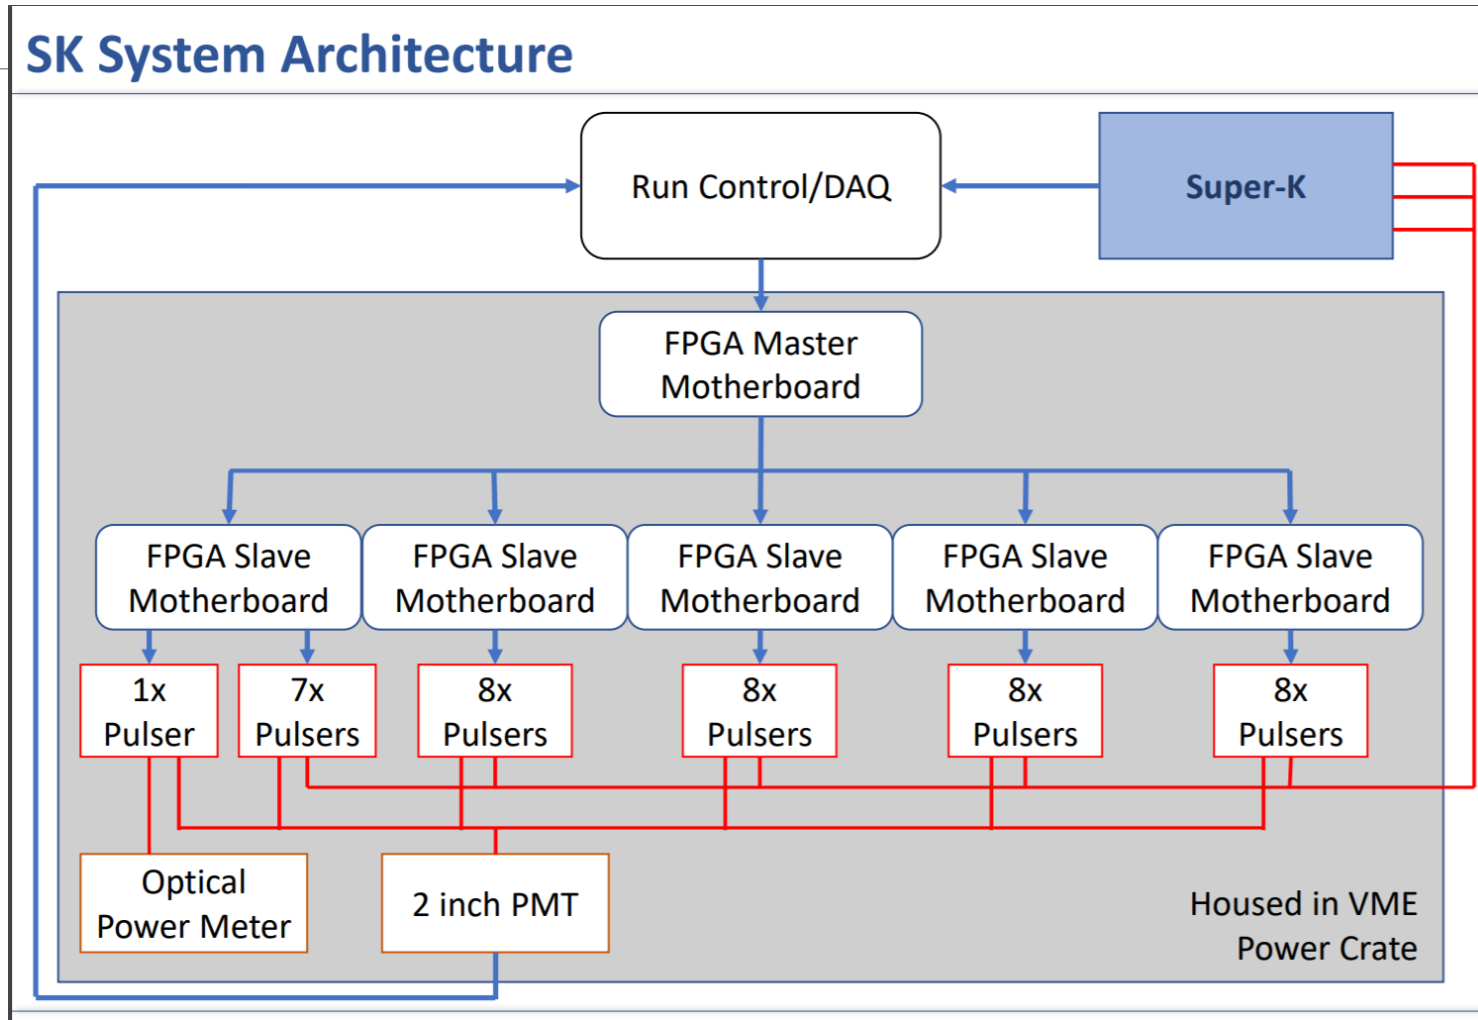 SK System Architecture
Run Control/DAQ
Super-K
FPGA Master
Motherboard
FPGA Slave
Motherboard
FPGA Slave
Motherboard
FPGA Slave
Motherboard
FPGA Slave
Motherboard
FPGA Slave
Motherboard
1x
Pulser
7x
Pulsers
8x
Pulsers
8x
Pulsers
8x
Pulsers
8x
Pulsers
Optical
Power Meter
2 inch PMT
Housed in VME
Power Crate